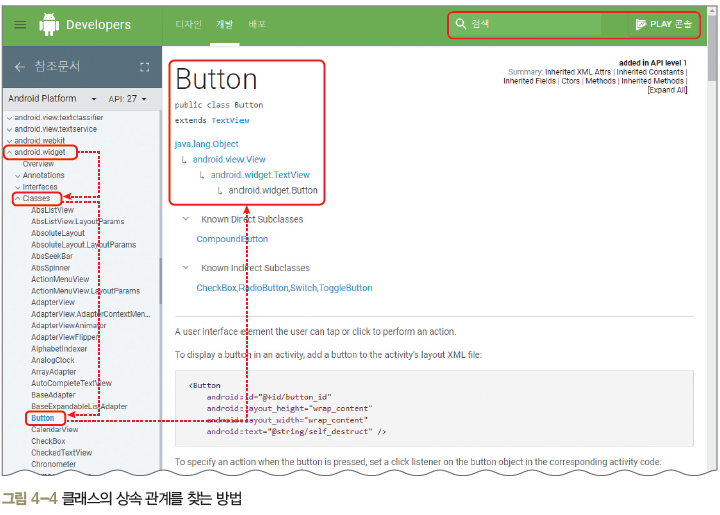 Developers
디자인 개발 배포
검색
PLAY 콘솔
참조문서
Android Platform API: 27
android.view.textclassifier
android.view.textservice
android.webkit
android.widget
Overview
Annotations
Interfaces
Classes
AbsListView
AbsListView.LayoutParams
AbsoluteLayout
AbsoluteLayout.LayoutParams
AbsSeekBar
AbsSpinner
ActionMenuView
ActionMenuView.LayoutParams
AdapterView
AdapterView.AdapterContextMen...
AdapterViewAnimator
AdapterViewFlipper
AlphabetIndexer
AnalogClock
ArrayAdapter
AutoCompleteTextView
BaseAdapter
BaseExpandableListAdapter
Button
CalendarView
CheckBox
CheckedTextView
Chronometer
Button
public class Button
extends TextView
java.lang.Object
↳ android.view.View
↳ android.widget.TextView
↳ android.widget.Button
added in API level 1
Summary: Inherited XML Attrs | Inherited Constants |
Inherited Fields | Ctors | Methods | Inherited Methods |
[Expand All]
Known Direct Subclasses
CompoundButton
Known Indirect Subclasses
CheckBox,RadioButton,Switch,ToggleButton
A user interface element the user can tap or click to perform an action.
To display a button in an activity, add a button to the activity's layout XML file:
<Button
android:id="@+id/button_id"
android:layout_height="wrap_content"
android:layout_width="wrap_content"
android:text="@string/self_destruct" />
To specify an action when the button is pressed, set a click listener on the button object in the corresponding activity code:
그림 4-4 클래스의 상속 관계를 찾는 방법